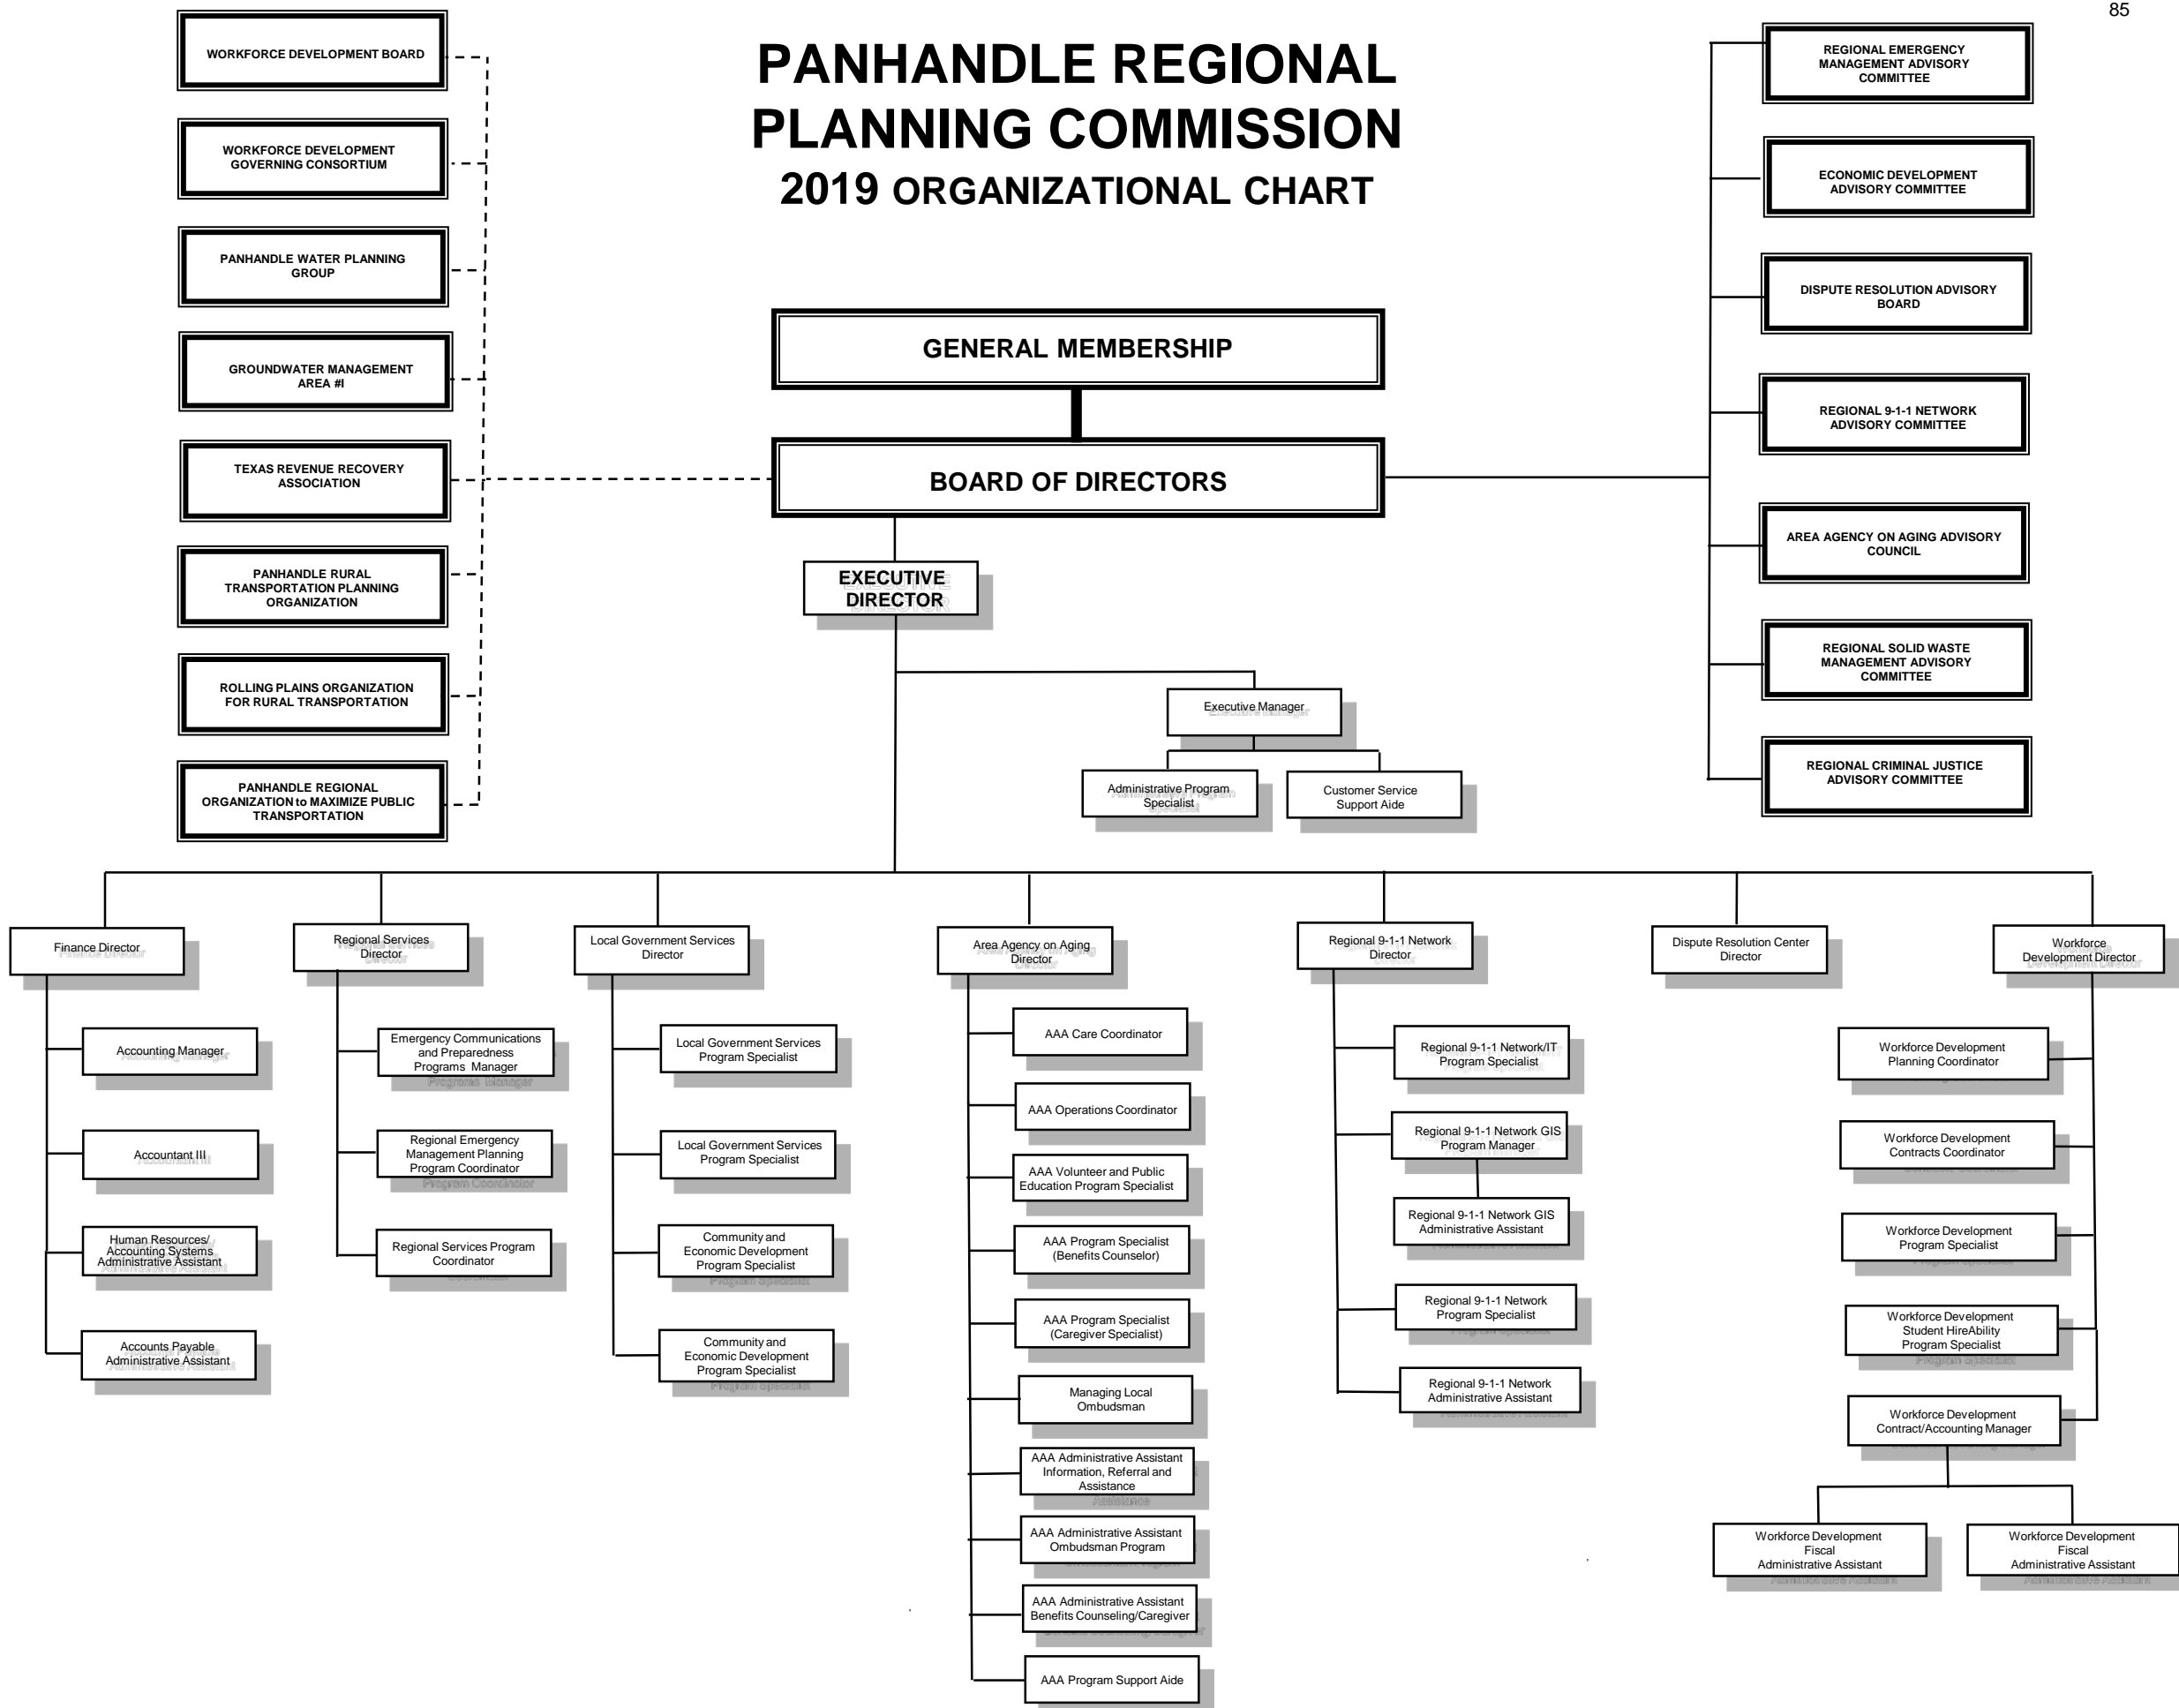 85
PANHANDLE REGIONAL
PLANNING COMMISSION
2019 ORGANIZATIONAL CHART
WORKFORCE DEVELOPMENT BOARD
WORKFORCE DEVELOPMENT
GOVERNING CONSORTIUM
PANHANDLE WATER PLANNING
GROUP
GROUNDWATER MANAGEMENT
AREA #I
TEXAS REVENUE RECOVERY
ASSOCIATION
PANHANDLE RURAL
TRANSPORTATION PLANNING
ORGANIZATION
ROLLING PLAINS ORGANIZATION
FOR RURAL TRANSPORTATION
PANHANDLE REGIONAL
ORGANIZATION to MAXIMIZE PUBLIC
TRANSPORTATION
GENERAL MEMBERSHIP
BOARD OF DIRECTORS
EXECUTIVE
DIRECTOR
Executive Manager
Administrative Program
Specialist
Customer Service
Support Aide
REGIONAL EMERGENCY
MANAGEMENT ADVISORY
COMMITTEE
ECONOMIC DEVELOPMENT
ADVISORY COMMITTEE
DISPUTE RESOLUTION ADVISORY
BOARD
REGIONAL 9-1-1 NETWORK
ADVISORY COMMITTEE
AREA AGENCY ON AGING ADVISORY
COUNCIL
REGIONAL SOLID WASTE
MANAGEMENT ADVISORY
COMMITTEE
REGIONAL CRIMINAL JUSTICE
ADVISORY COMMITTEE
Finance Director
Accounting Manager
Accountant III
Human Resources/
Accounting Systems
Administrative Assistant
Accounts Payable
Administrative Assistant
Regional Services
Director
Emergency Communications
and Preparedness
Programs Manager
Regional Emergency
Management Planning
Program Coordinator
Regional Services Program
Coordinator
Local Government Services
Director
Local Government Services
Program Specialist
Local Government Services
Program Specialist
Community and
Economic Development
Program Specialist
Community and
Economic Development
Program Specialist
Area Agency on Aging
Director
AAA Care Coordinator
AAA Operations Coordinator
AAA Volunteer and Public
Education Program Specialist
AAA Program Specialist
(Benefits Counselor)
AAA Program Specialist
(Caregiver Specialist)
Managing Local
Ombudsman
AAA Administrative Assistant
Information, Referral and
Assistance
AAA Administrative Assistant
Ombudsman Program
AAA Administrative Assistant
Benefits Counseling/Caregiver
AAA Program Support Aide
Regional 9-1-1 Network
Director
Regional 9-1-1 Network/IT
Program Specialist
Regional 9-1-1 Network GIS
Program Manager
Regional 9-1-1 Network GIS
Administrative Assistant
Regional 9-1-1 Network
Program Specialist
Regional 9-1-1 Network
Administrative Assistant
Dispute Resolution Center
Director
Workforce
Development Director
Workforce Development
Planning Coordinator
Workforce Development
Contracts Coordinator
Workforce Development
Program Specialist
Workforce Development
Student HireAbility
Program Specialist
Workforce Development
Contract/Accounting Manager
Workforce Development
Fiscal
Administrative Assistant
Workforce Development
Fiscal
Administrative Assistant